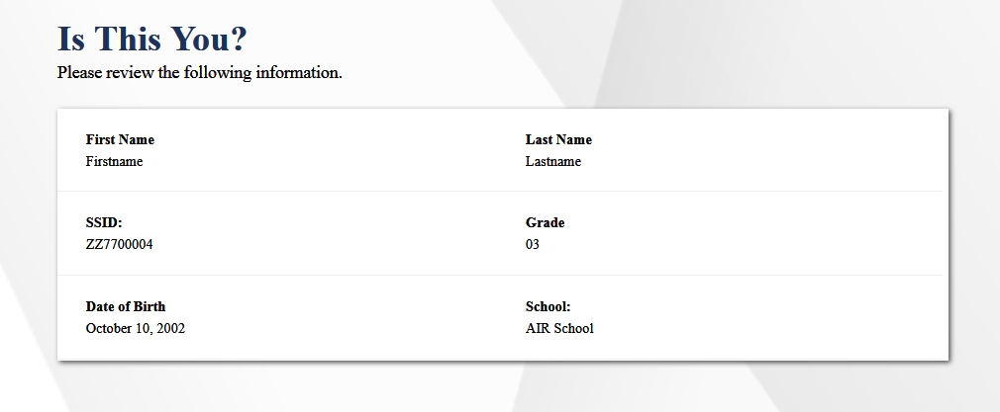 Is This You?
Please review the following information.
First Name
Firstname
Last Name
Lastname
SSID:
ZZ7700004
Grade
03
Date of Birth
October 10, 2002
School:
AIR School